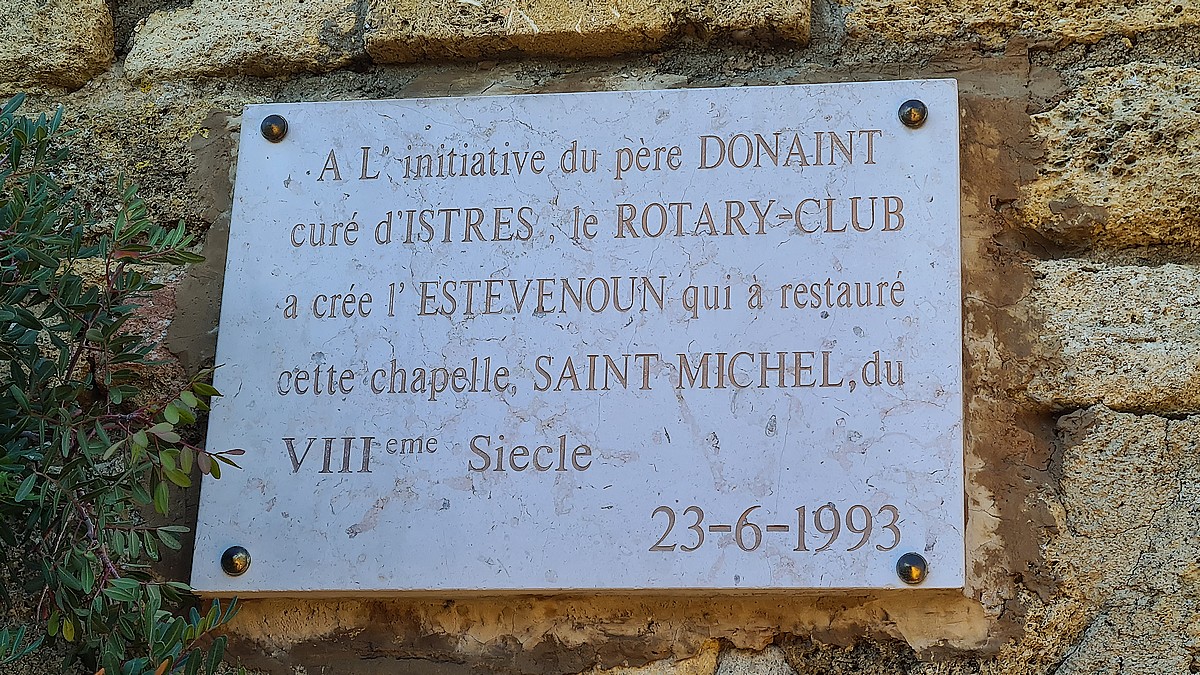 A L' initiative du père DONAINT
curé d'ISTRES, le ROTARY-CLUB
a crée l' ESTEVENOUN qui à restauré
cette chapelle, SAINT MICHEL, du
VIII eme Siecle
23-6-1993